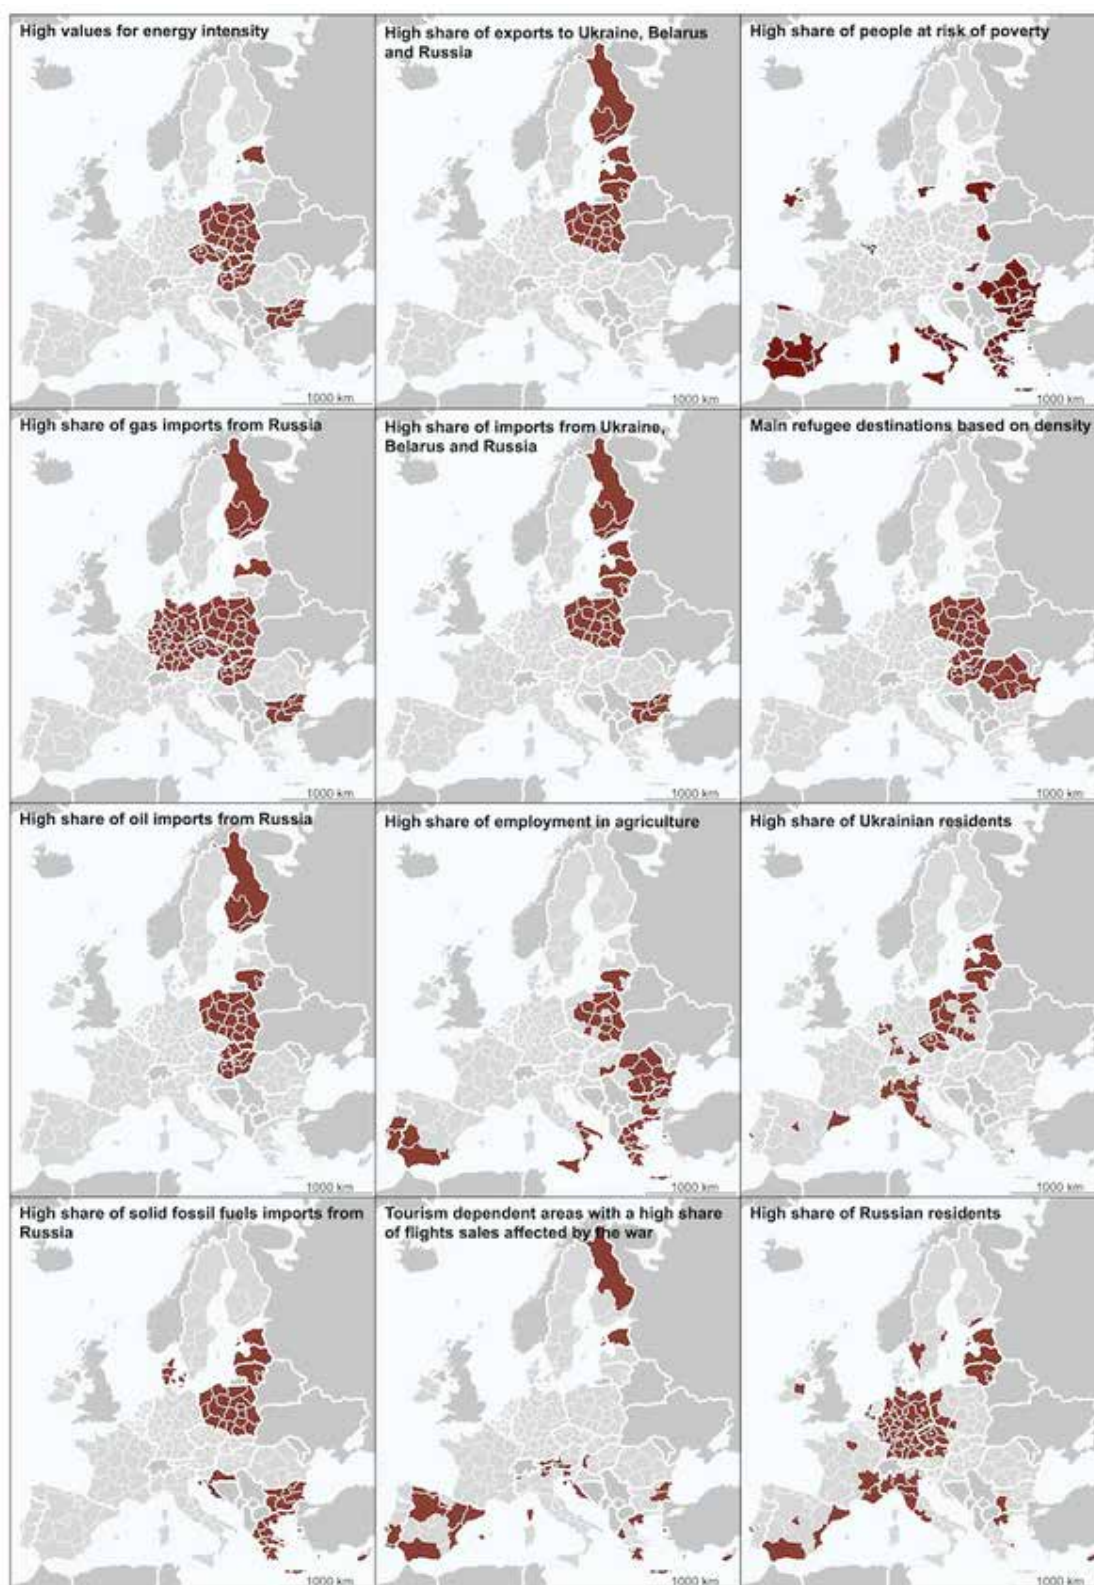 High values for energy intensity
High share of exports to Ukraine, Belarus
and Russia
High share of people at risk of poverty
1000 km
1000 km
1000 km
High share of gas imports from Russia
High share of imports from Ukraine,
Belarus and Russia
Main refugee destinations based on density
1000 km
1000 km
1000 km
High share of oil imports from Russia
High share of employment in agriculture
High share of Ukrainian residents
1000 km
1000 km
1000 km
High share of solid fossil fuels imports from
Russia
Tourism dependent areas with a high share
of flights sales affected by the war
High share of Russian residents
1000 km
1000 km
1000 km